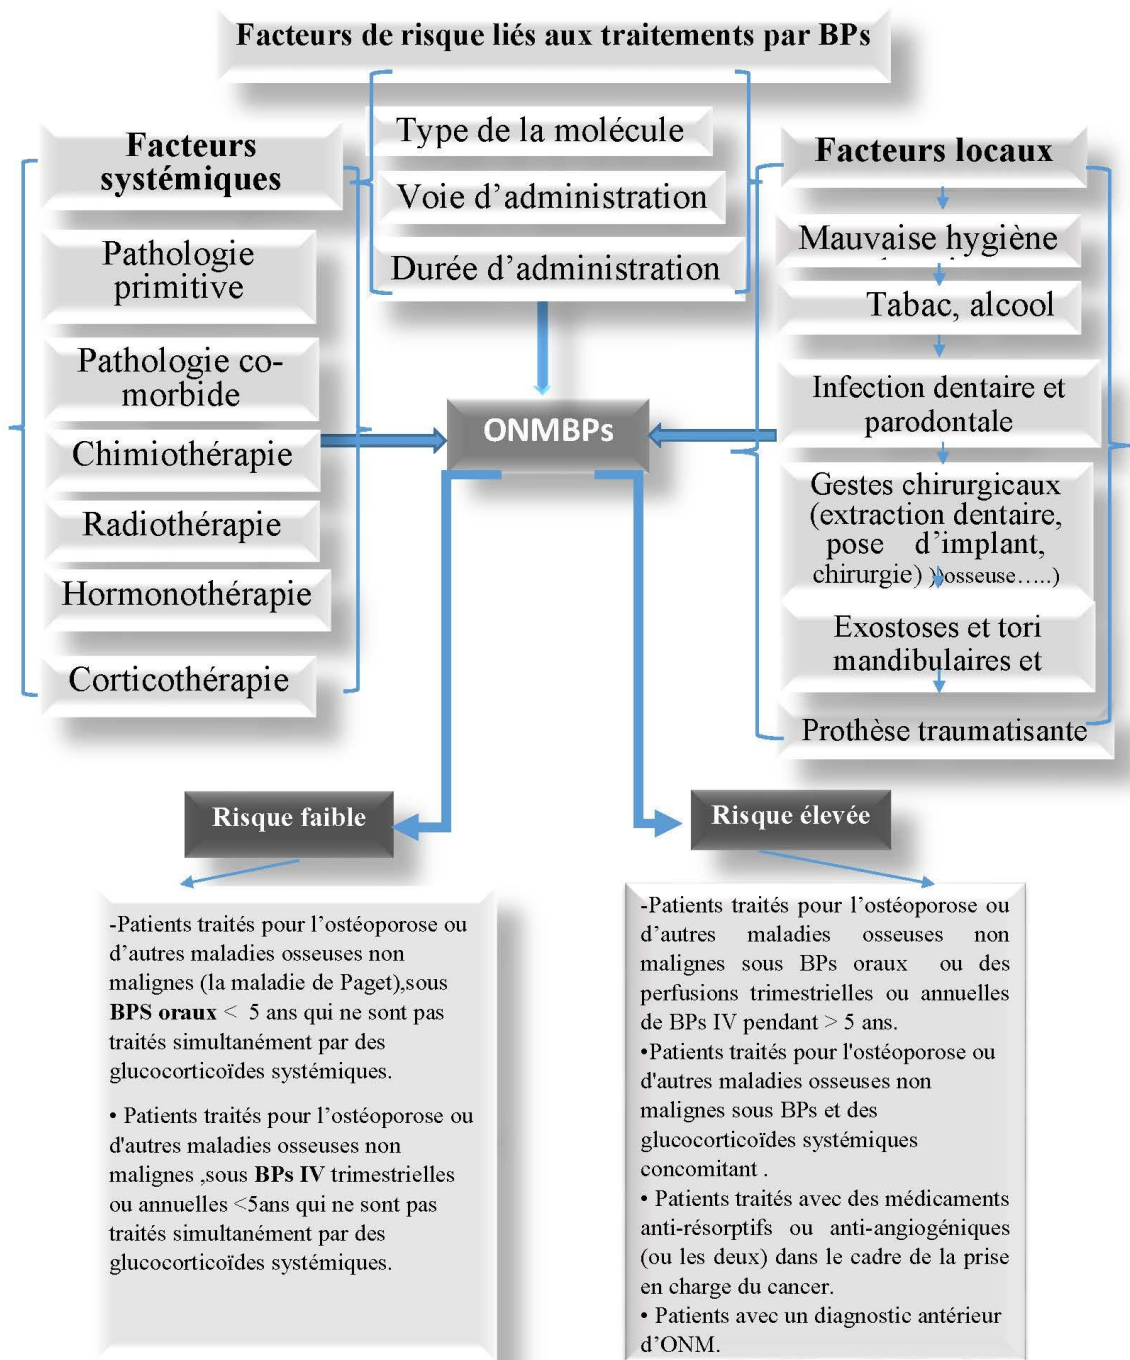 Facteurs de risque liés aux traitements par BPs
Type de la molécule
Voie d’administration
Durée d’administration
Facteurs
systémiques
Pathologie
primitive
Pathologie co-
morbide
Chimiothérapie
Radiothérapie
Hormonothérapie
Corticothérapie
Facteurs locaux
Mauvaise hygiène
Tabac, alcool
Infection dentaire et
parodontale
Gestes chirurgicaux
(extraction dentaire,
pose d’implant,
chirurgie) ))osseuse…..)
Exostoses et tori
mandibulaires et
Prothèse traumatisante
ONMBPs
Risque faible
-Patients traités pour l’ostéoporose ou
d’autres maladies osseuses non
malignes (la maladie de Paget),sous
BPS oraux < 5 ans qui ne sont pas
traités simultanément par des
glucocorticoïdes systémiques.
• Patients traités pour l’ostéoporose ou
d'autres maladies osseuses non
malignes ,sous BPs IV trimestrielles
ou annuelles <5ans qui ne sont pas
traités simultanément par des
glucocorticoïdes systémiques.
Risque élevée
-Patients traités pour l’ostéoporose ou
d’autres maladies osseuses non
malignes sous BPs oraux ou des
perfusions trimestrielles ou annuelles
de BPs IV pendant > 5 ans.
•Patients traités pour l'ostéoporose ou
d'autres maladies osseuses non
malignes sous BPs et des
glucocorticoïdes systémiques
concomitant .
• Patients traités avec des médicaments
anti-résorptifs ou anti-angiogéniques
(ou les deux) dans le cadre de la prise
en charge du cancer.
• Patients avec un diagnostic antérieur
d’ONM.